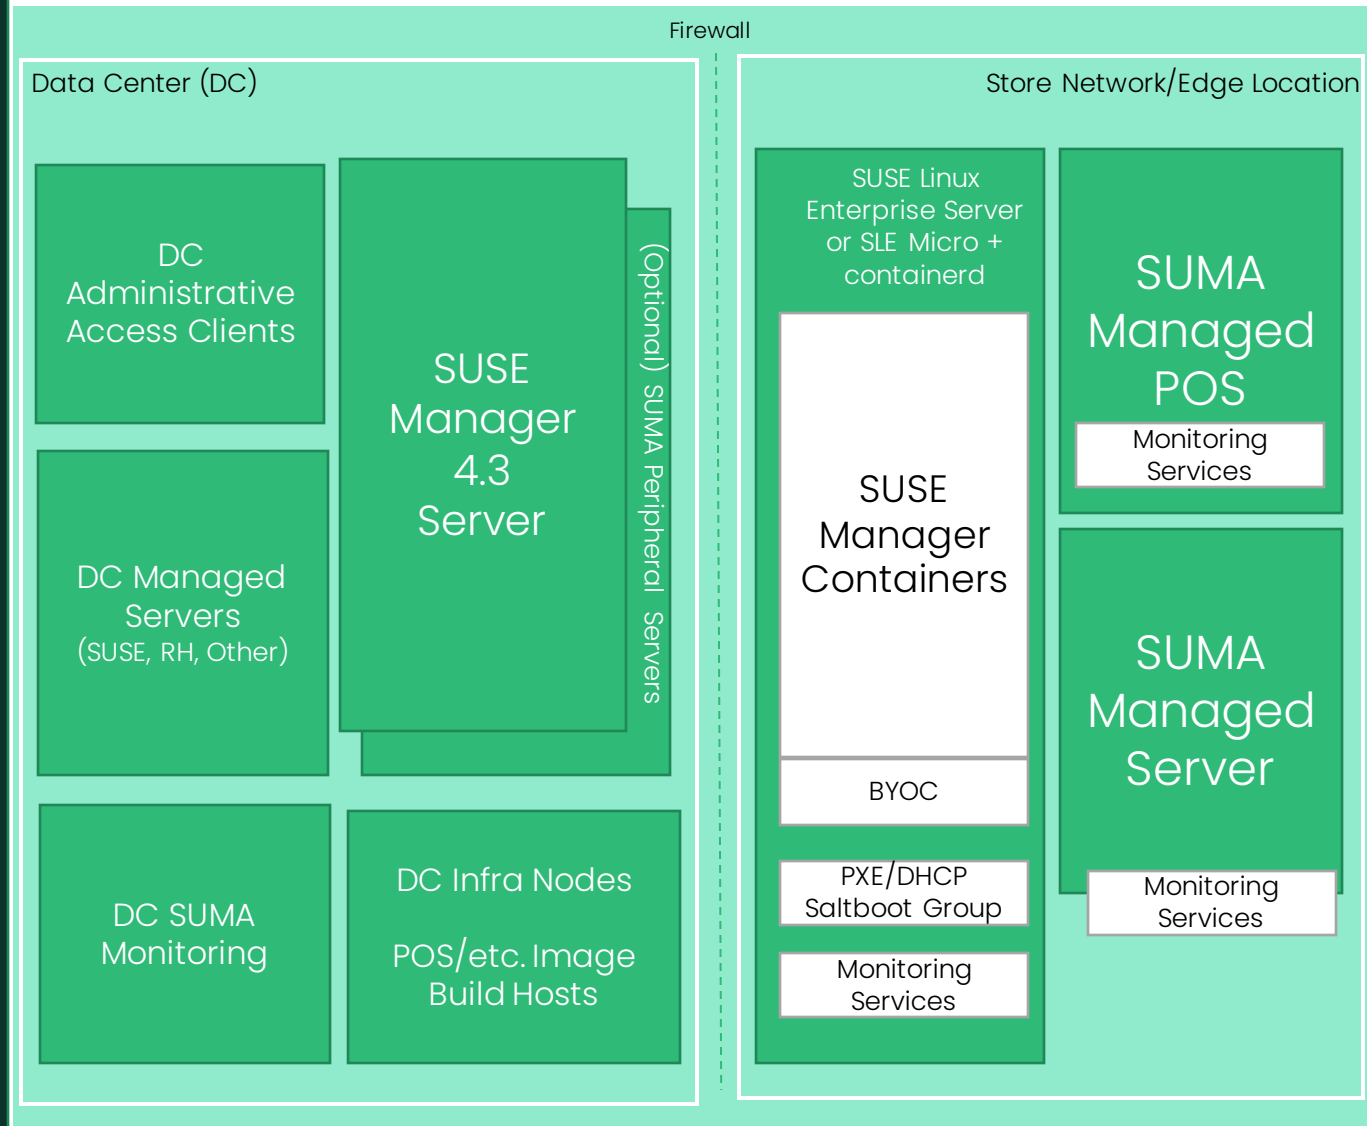 Firewall
Data Center (DC)
DC
Administrative
Access Clients
SUSE
Manager
4.3
Server
(Optional) SUMA Peripheral Servers
DC Managed
Servers
(SUSE, RH, Other)
DC SUMA
Monitoring
DC Infra Nodes
POS/etc. Image
Build Hosts
Store Network/Edge Location
SUSE Linux
Enterprise Server
or SLE Micro +
containerd
SUSE
Manager
Containers
BYOC
PXE/DHCP
Saltboot Group
Monitoring
Services
SUMA
Managed
POS
Monitoring
Services
SUMA
Managed
Server
Monitoring
Services